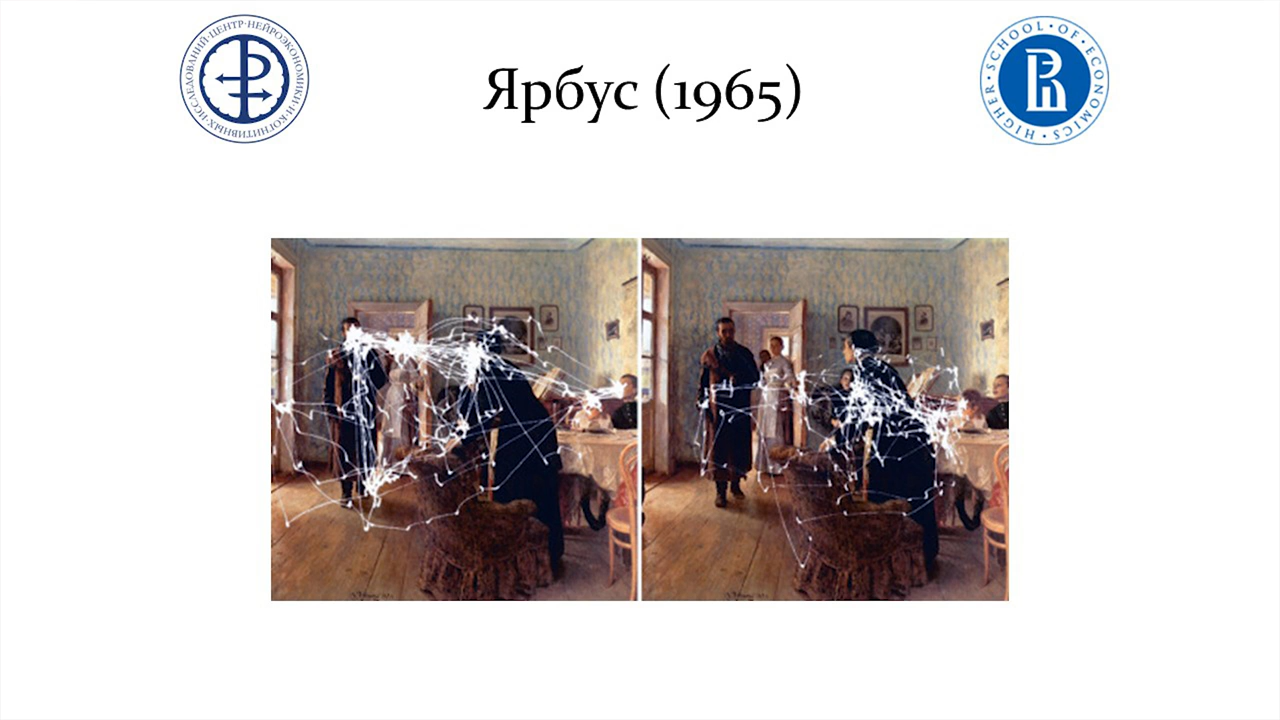 ЦЕНТР·НЕЙРОЭКОНОМИКИ·И·КОГНИТИВНЫХ·ИССЛЕДОВАНИЙ·
Ярбус (1965)
HIGHER·SCHOOL·OF·ECONOMICS·